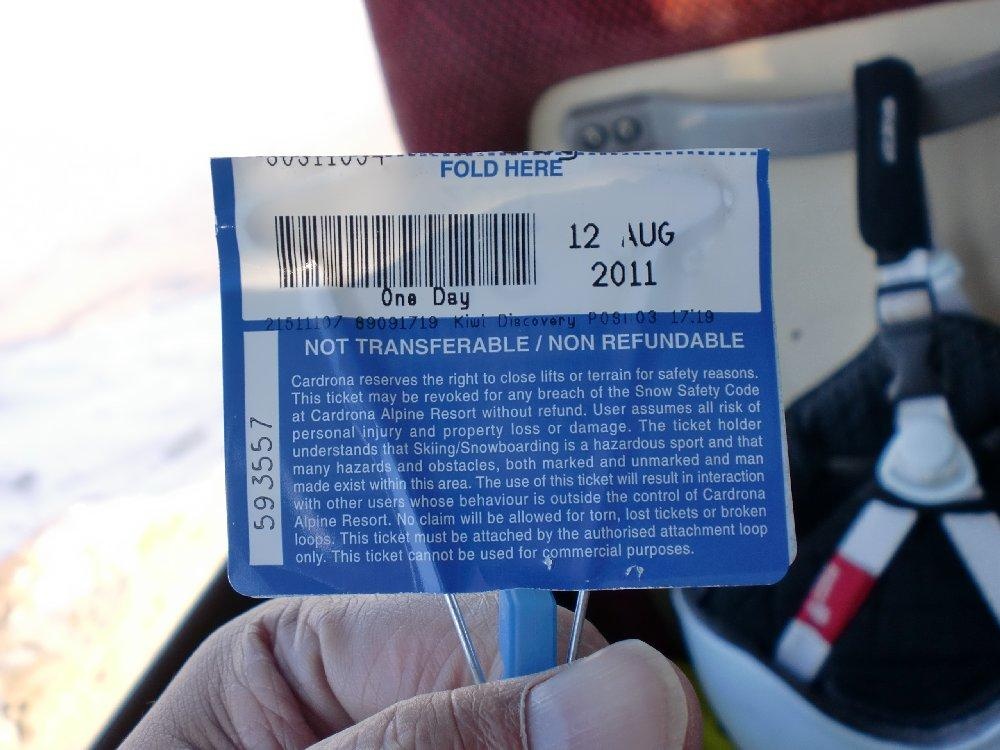 FOLD HERE
12 AUG
2011
One Day
21511107 89091719 Kiwi Discovery POS1 03 17:19
NOT TRANSFERABLE / NON REFUNDABLE
Cardrona reserves the right to close lifts or terrain for safety reasons.
This ticket may be revoked for any breach of the Snow Safety Code
at Cardrona Alpine Resort without refund. User assumes all risk of
personal injury and property loss or damage. The ticket holder
understands that Skiing/Snowboarding is a hazardous sport and that
many hazards and obstacles, both marked and unmarked and man
made exist within this area. The use of this ticket will result in interaction
with other users whose behaviour is outside the control of Cardrona
Alpine Resort. No claim will be allowed for torn, lost tickets or broken
loops. This ticket must be attached by the authorised attachment loop
only. This ticket cannot be used for commercial purposes.
593557